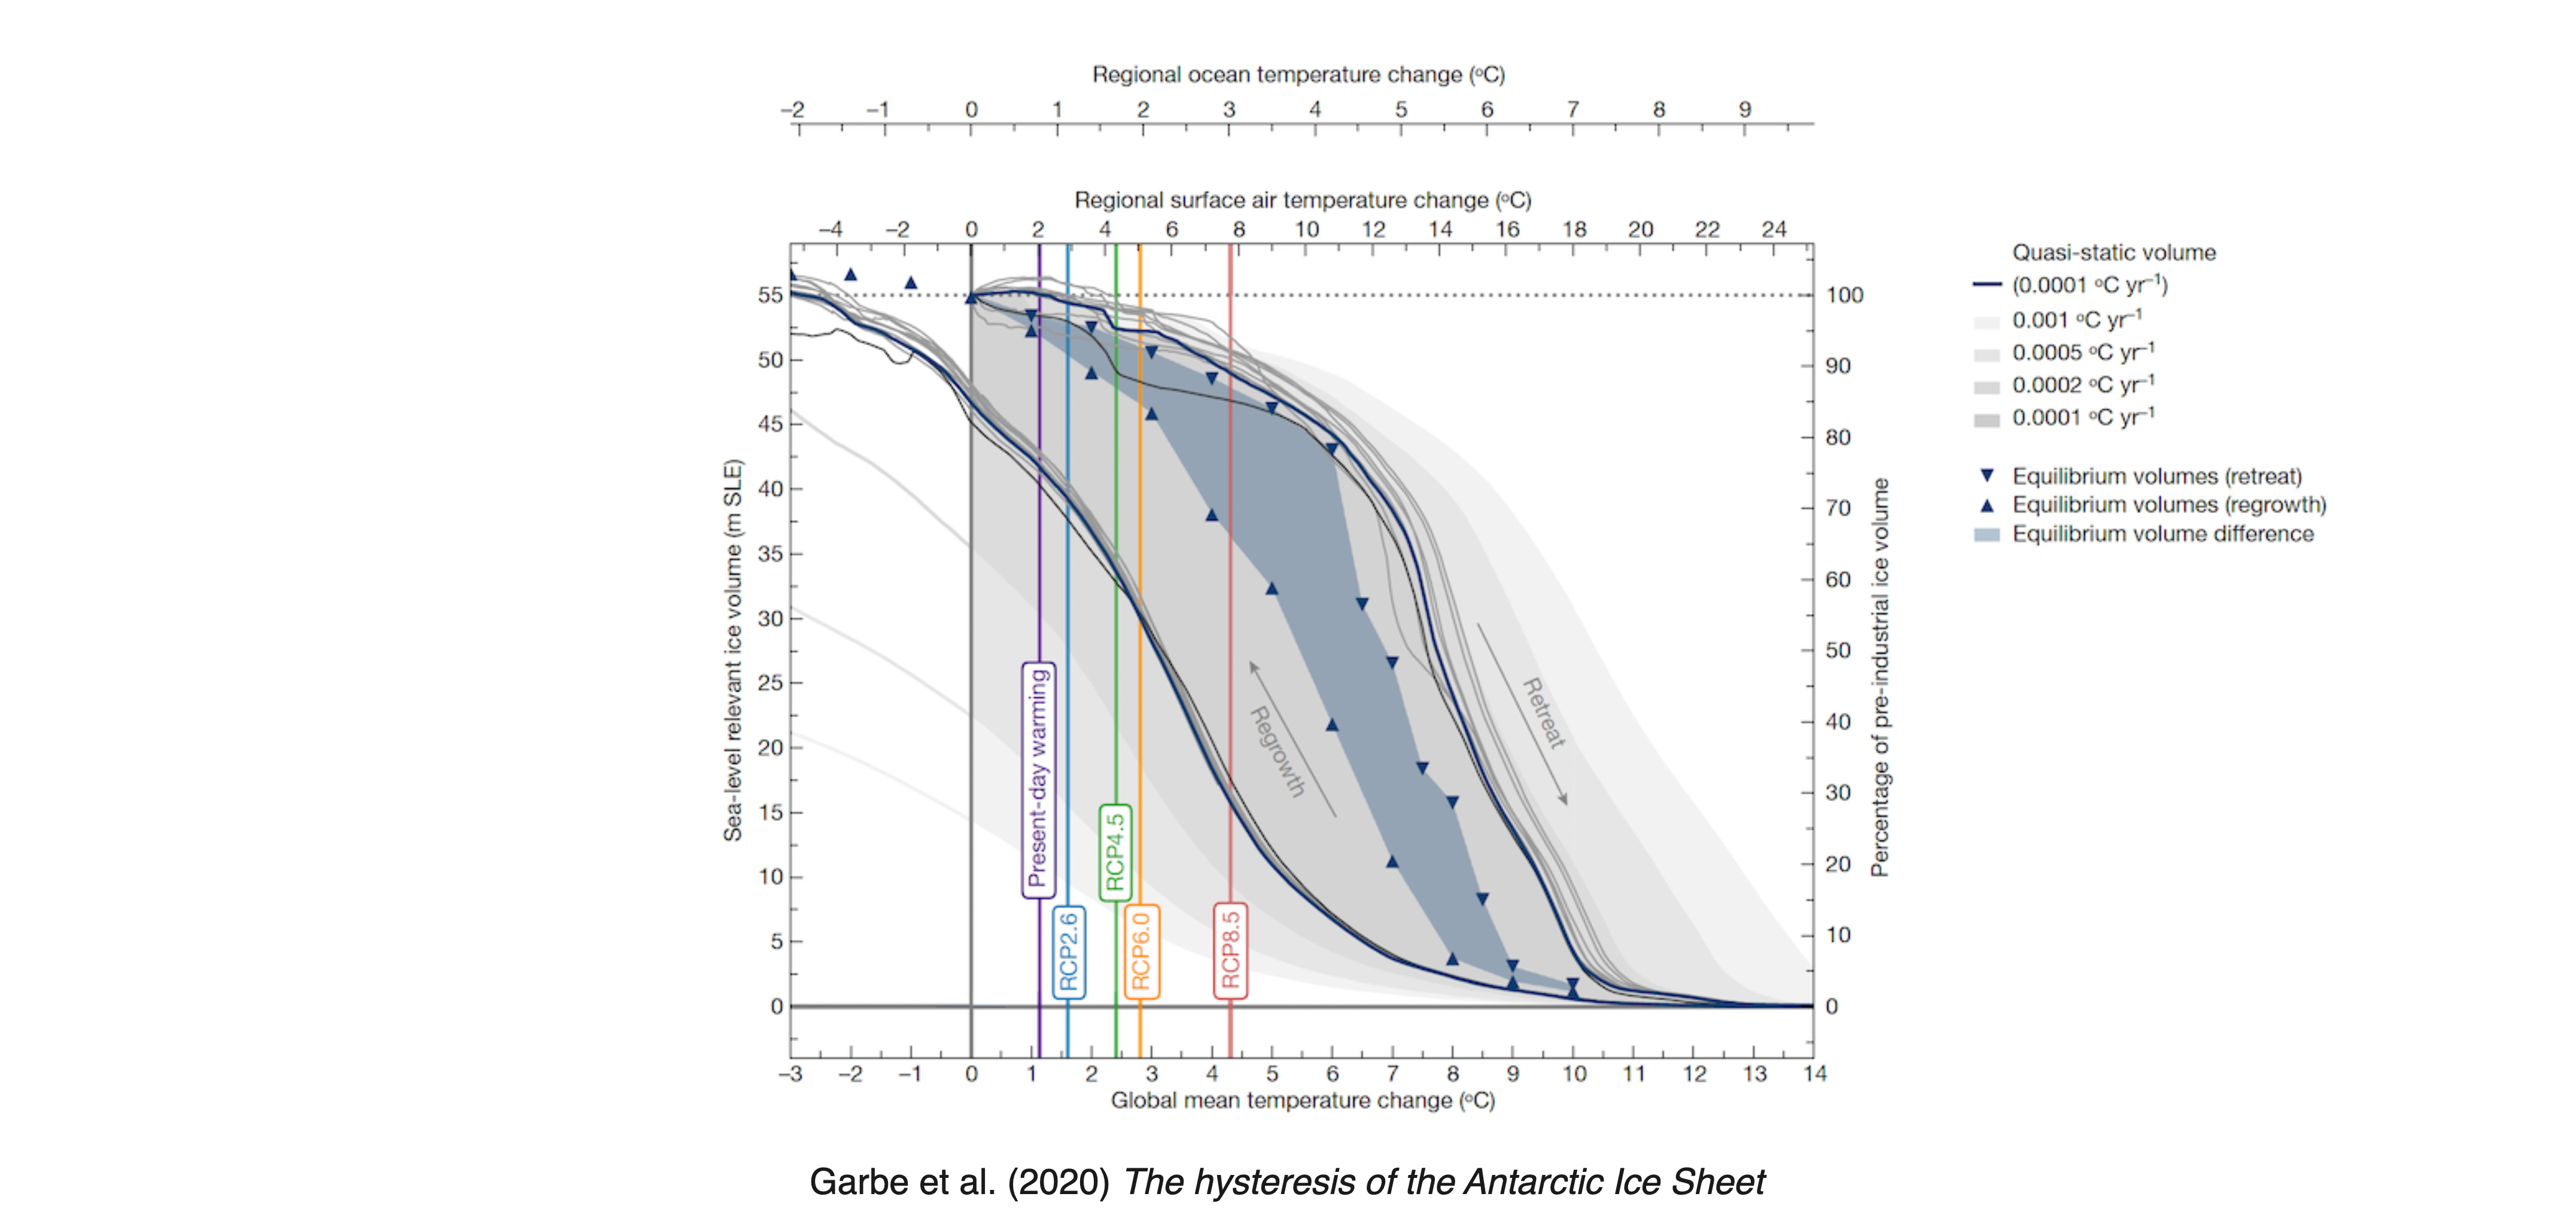 Regional ocean temperature change (°C)
–2 –1 0 1 2 3 4 5 6 7 8 9
Regional surface air temperature change (°C)
–4 –2 0 2 4 6 8 10 12 14 16 18 20 22 24
Sea-level relevant ice volume (m SLE)
55
50
45
40
35
30
25
20
15
10
5
0
Present-day warming
RCP2.6
RCP4.5
RCP6.0
RCP8.5
Regrowth
Retreat
100
90
80
70
60
50
40
30
20
10
0
Percentage of pre-industrial ice volume
–3 –2 –1 0 1 2 3 4 5 6 7 8 9 10 11 12 13 14
Global mean temperature change (°C)
Quasi-static volume
(0.0001 °C yr⁻¹)
0.001 °C yr⁻¹
0.0005 °C yr⁻¹
0.0002 °C yr⁻¹
0.0001 °C yr⁻¹
Equilibrium volumes (retreat)
Equilibrium volumes (regrowth)
Equilibrium volume difference
Garbe et al. (2020) The hysteresis of the Antarctic Ice Sheet